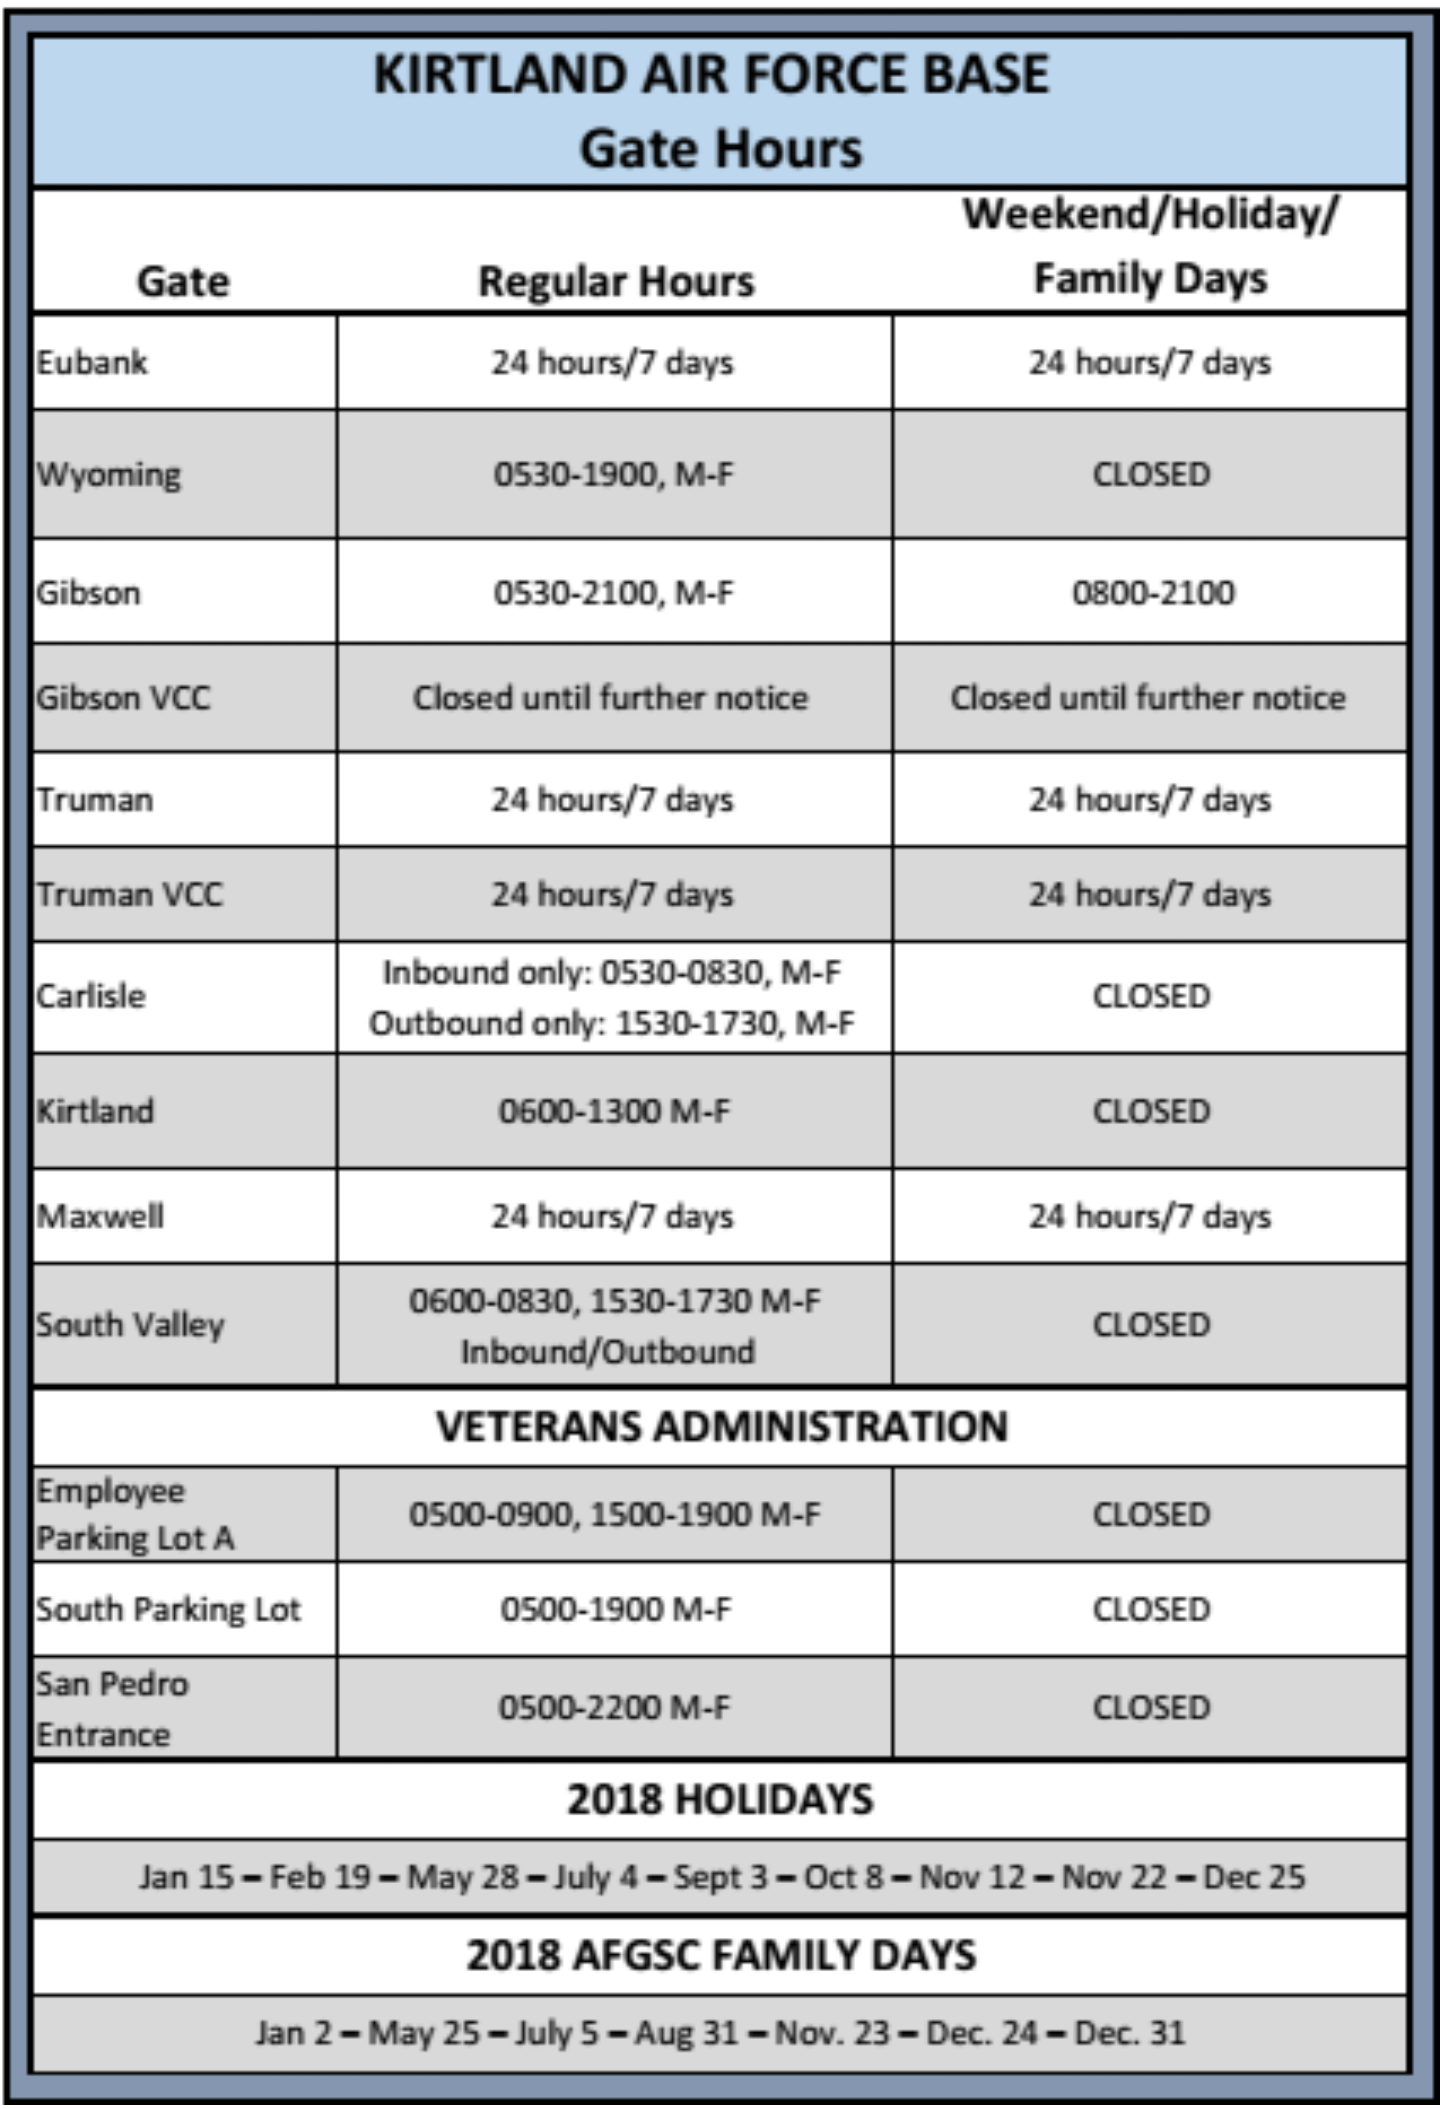 KIRTLAND AIR FORCE BASE
Gate Hours
Gate Regular Hours Weekend/Holiday/
Family Days
Eubank 24 hours/7 days 24 hours/7 days
Wyoming 0530-1900, M-F CLOSED
Gibson 0530-2100, M-F 0800-2100
Gibson VCC Closed until further notice Closed until further notice
Truman 24 hours/7 days 24 hours/7 days
Truman VCC 24 hours/7 days 24 hours/7 days
Carlisle Inbound only: 0530-0830, M-F
Outbound only: 1530-1730, M-F CLOSED
Kirtland 0600-1300 M-F CLOSED
Maxwell 24 hours/7 days 24 hours/7 days
South Valley 0600-0830, 1530-1730 M-F
Inbound/Outbound CLOSED
VETERANS ADMINISTRATION
Employee
Parking Lot A 0500-0900, 1500-1900 M-F CLOSED
South Parking Lot 0500-1900 M-F CLOSED
San Pedro
Entrance 0500-2200 M-F CLOSED
2018 HOLIDAYS
Jan 15 – Feb 19 – May 28 – July 4 – Sept 3 – Oct 8 – Nov 12 – Nov 22 – Dec 25
2018 AFGSC FAMILY DAYS
Jan 2 – May 25 – July 5 – Aug 31 – Nov. 23 – Dec. 24 – Dec. 31